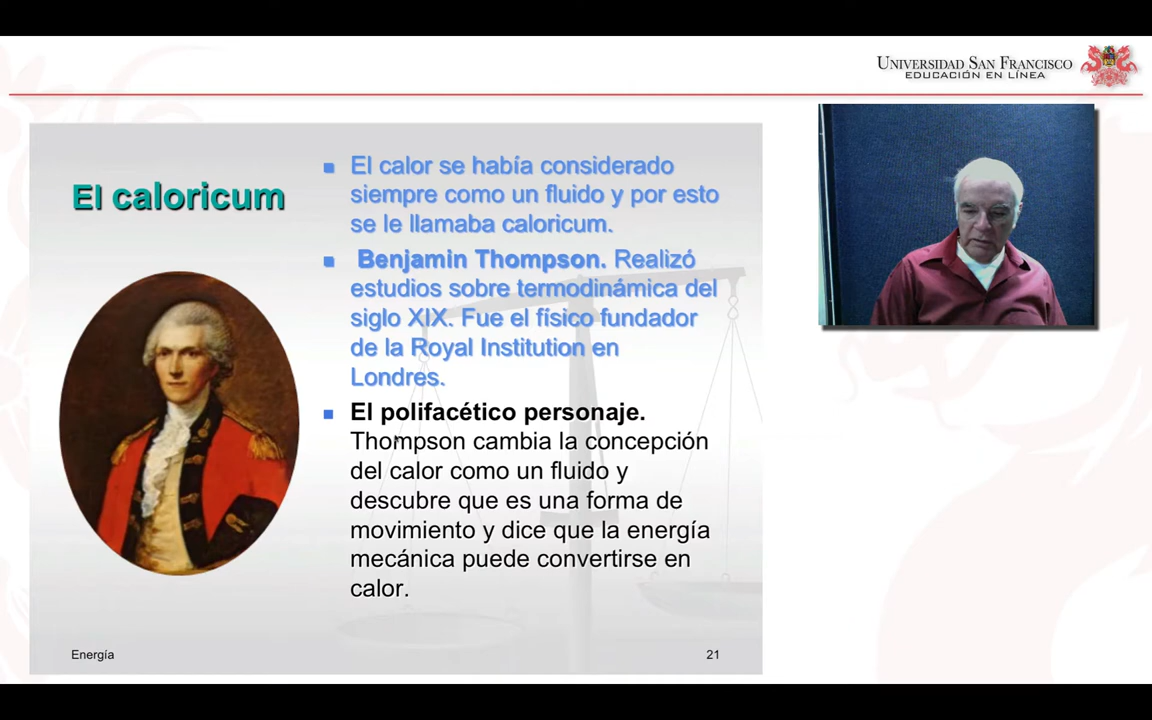 UNIVERSIDAD SAN FRANCISCO
EDUCACIÓN EN LÍNEA
El caloricum
El calor se había considerado
siempre como un fluido y por esto
se le llamaba caloricum.
Benjamin Thompson. Realizó
estudios sobre termodinámica del
siglo XIX. Fue el físico fundador
de la Royal Institution en
Londres.
El polifacético personaje.
Thompson cambia la concepción
del calor como un fluido y
descubre que es una forma de
movimiento y dice que la energía
mecánica puede convertirse en
calor.
Energía
21